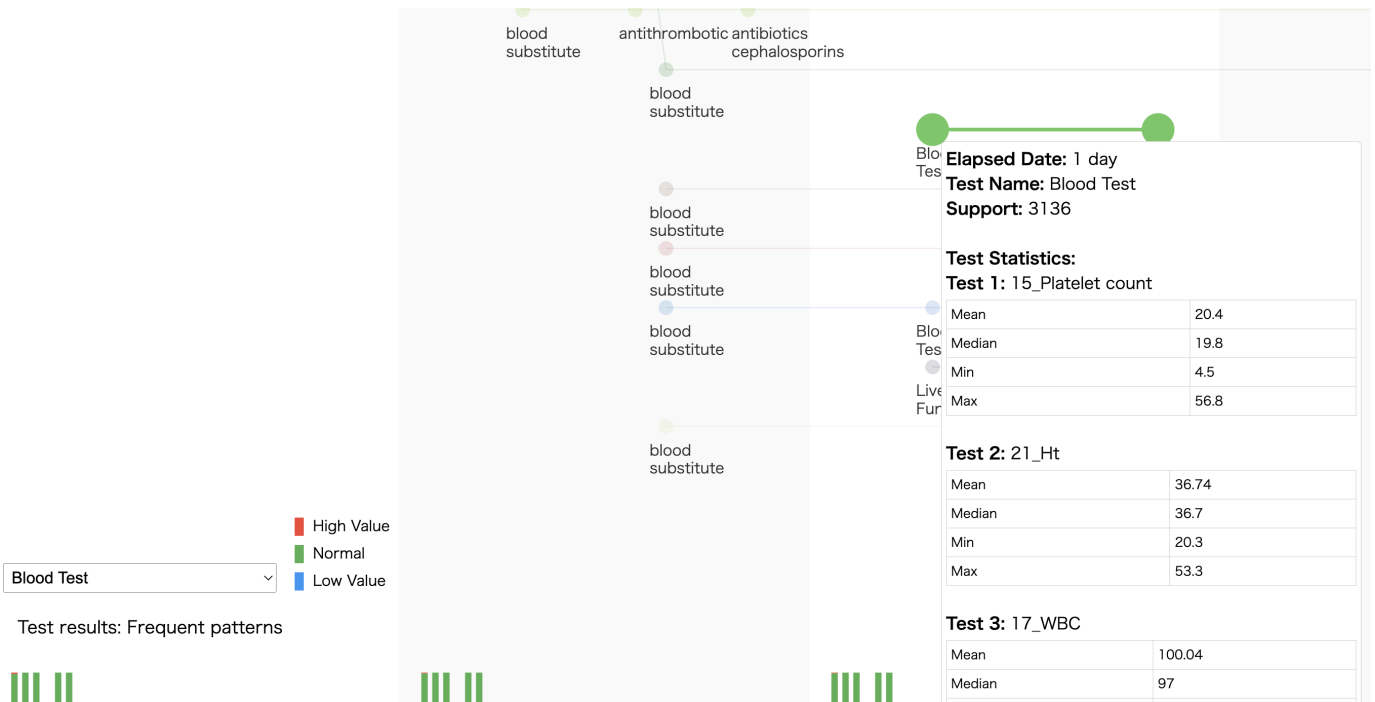 blood
substitute
antithrombotic
antibiotics
cephalosporins
blood
substitute
blood
substitute
blood
substitute
blood
substitute
blood
substitute
Elapsed Date: 1 day
Test Name: Blood Test
Support: 3136
Test Statistics:
Test 1: 15_Platelet count
Mean 20.4
Median 19.8
Min 4.5
Max 56.8
Test 2: 21_Ht
Mean 36.74
Median 36.7
Min 20.3
Max 53.3
Test 3: 17_WBC
Mean 100.04
Median 97
High Value
Normal
Low Value
Blood Test
Test results: Frequent patterns